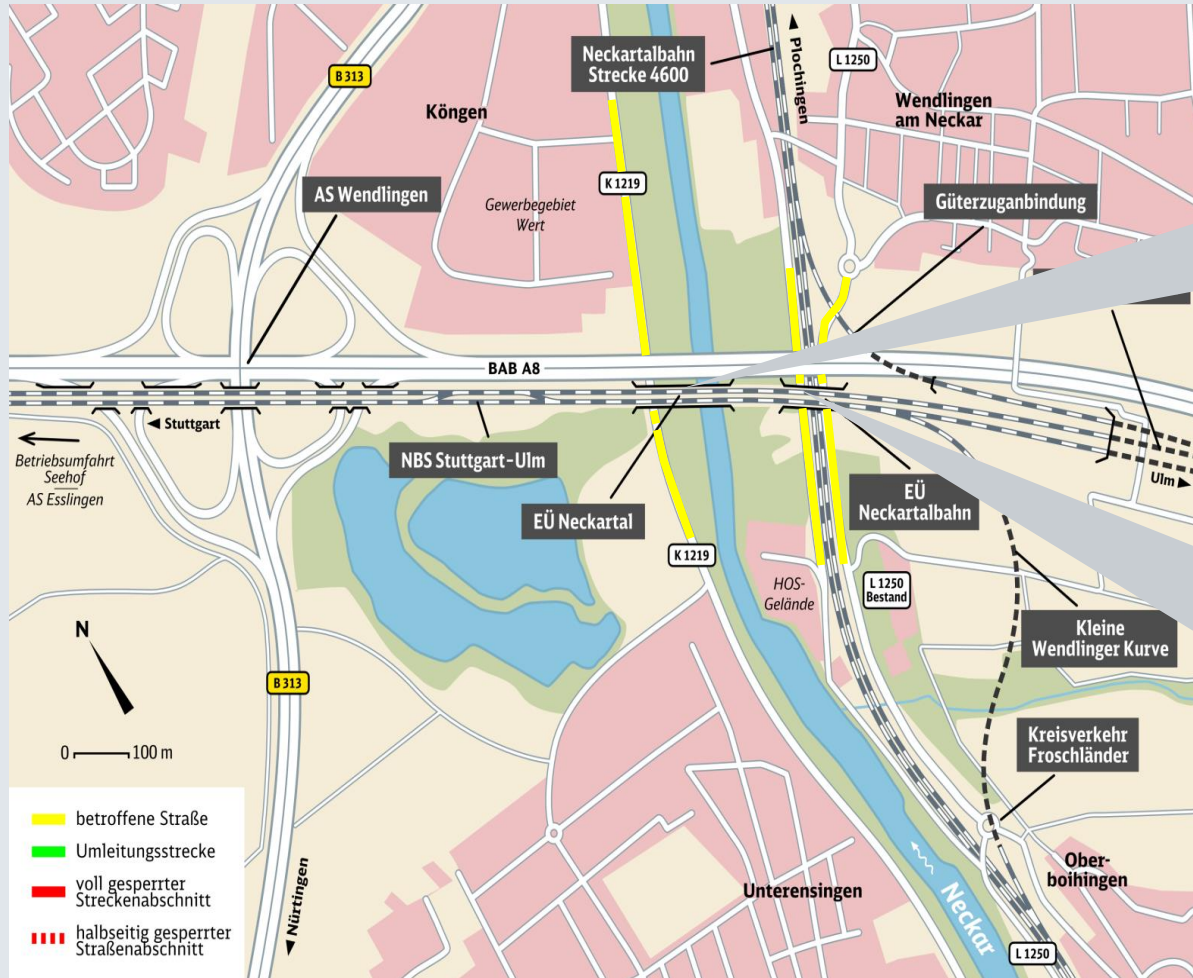 Neckartalbahn
Strecke 4600
Plochingen
L 1250
B 313
Köngen
Wendlingen
am Neckar
AS Wendlingen
K 1219
Güterzuganbindung
Gewerbegebiet
Wert
BAB A8
Stuttgart
Betriebsumfahrt
Seehof
AS Esslingen
NBS Stuttgart-Ulm
EÜ Neckartal
EÜ
Neckartalbahn
Ulm
K 1219
HOS-
Gelände
L 1250
Bestand
Kleine
Wendlinger Kurve
N
B 313
0 100 m
Kreisverkehr
Froschländer
betroffene Straße
Umleitungsstrecke
voll gesperrter
Streckenabschnitt
halbseitig gesperrter
Straßenabschnitt
Nürtingen
Unterensingen
Neckar
Ober-
boihingen
L 1250